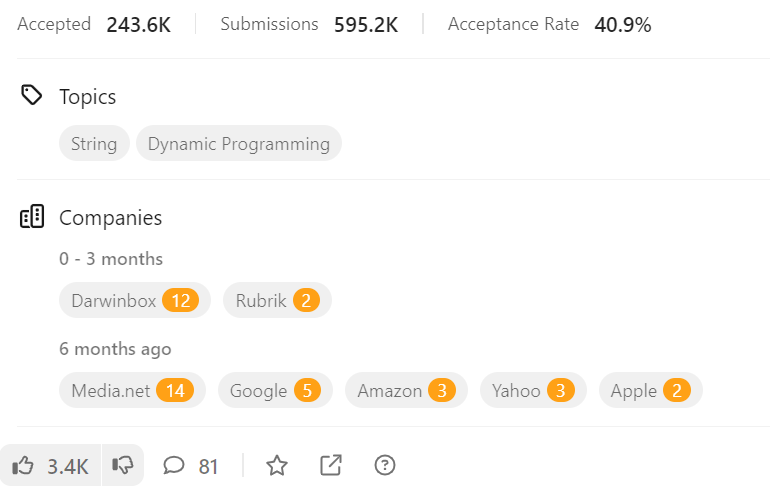 Accepted 243.6K Submissions 595.2K Acceptance Rate 40.9%
Topics
String Dynamic Programming
Companies
0 - 3 months
Darwinbox 12 Rubrik 2
6 months ago
Media.net 14 Google 5 Amazon 3 Yahoo 3 Apple 2
3.4K 81